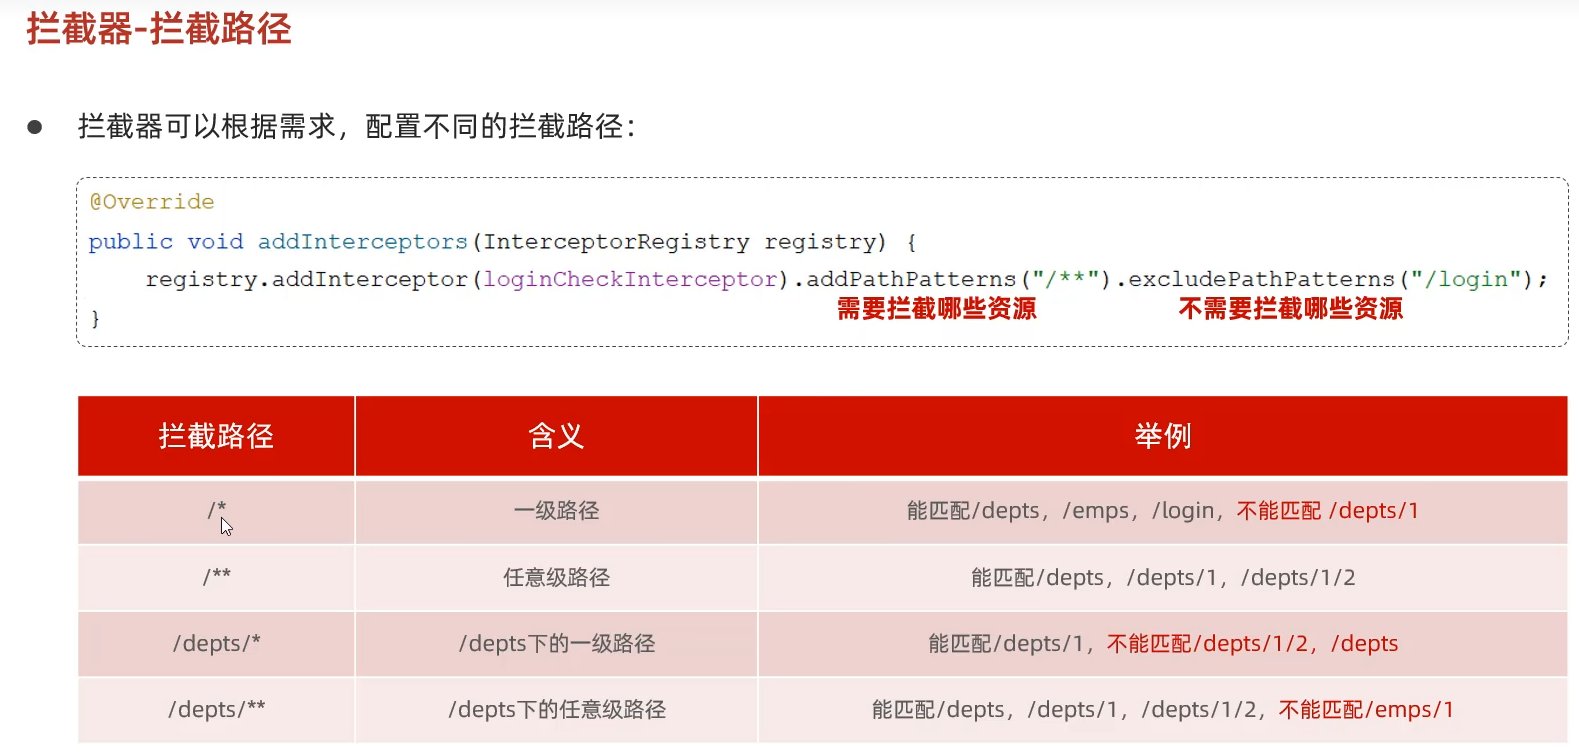 拦截器-拦截路径
● 拦截器可以根据需求，配置不同的拦截路径：
@Override
public void addInterceptors(InterceptorRegistry registry) {
    registry.addInterceptor(loginCheckInterceptor).addPathPatterns("/**").excludePathPatterns("/login");
需要拦截哪些资源 不需要拦截哪些资源
}
拦截路径 含义 举例
/* 一级路径 能匹配/depts，/emps，/login，不能匹配 /depts/1
/** 任意级路径 能匹配/depts，/depts/1，/depts/1/2
/depts/* /depts下的一级路径 能匹配/depts/1，不能匹配/depts/1/2，/depts
/depts/** /depts下的任意级路径 能匹配/depts，/depts/1，/depts/1/2，不能匹配/emps/1